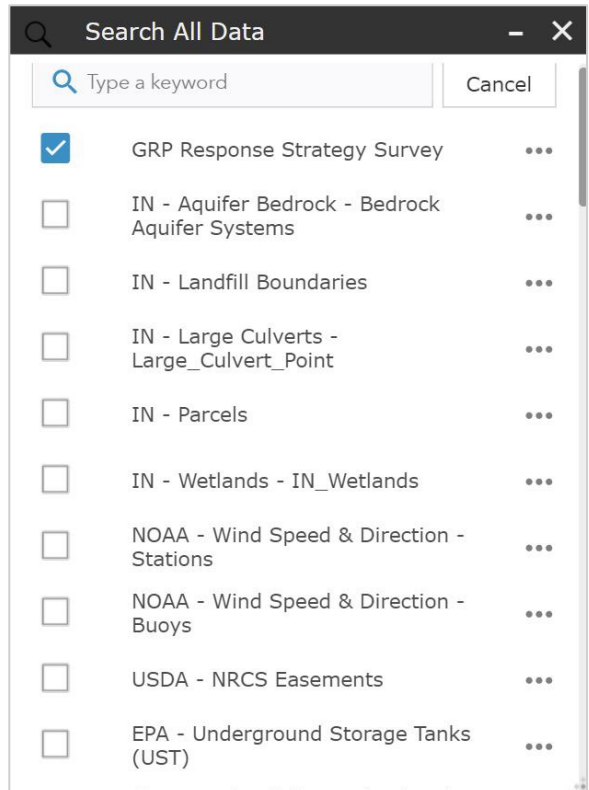 Search All Data
Type a keyword
Cancel
GRP Response Strategy Survey
IN - Aquifer Bedrock - Bedrock
Aquifer Systems
IN - Landfill Boundaries
IN - Large Culverts -
Large_Culvert_Point
IN - Parcels
IN - Wetlands - IN_Wetlands
NOAA - Wind Speed & Direction -
Stations
NOAA - Wind Speed & Direction -
Buoys
USDA - NRCS Easements
EPA - Underground Storage Tanks
(UST)